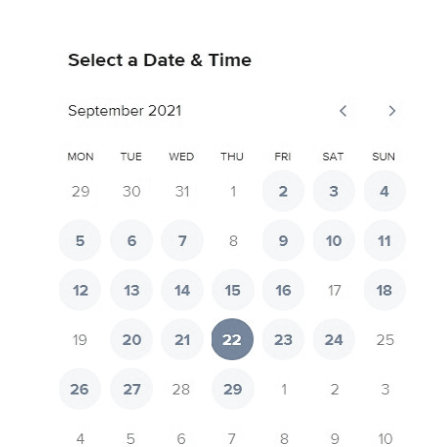 Select a Date & Time
September 2021
MON TUE WED THU FRI SAT SUN
29 30 31 1 2 3 4
5 6 7 8 9 10 11
12 13 14 15 16 17 18
19 20 21 22 23 24 25
26 27 28 29 1 2 3
4 5 6 7 8 9 10